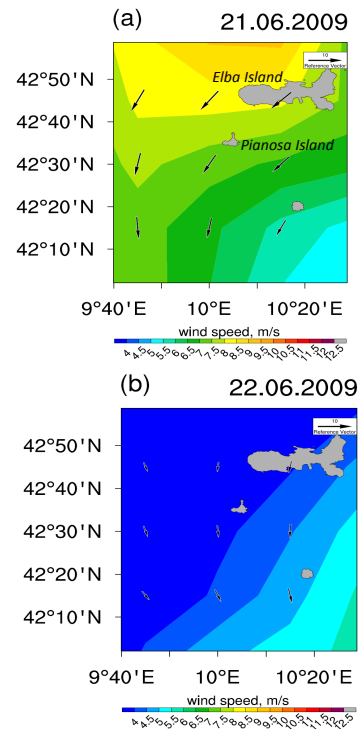 (a) 21.06.2009
10
Reference Vector
Elba Island
42°50'N
42°40'N
Pianosa Island
42°30'N
42°20'N
42°10'N
9°40'E 10°E 10°20'E
wind speed, m/s
4 4.5 5 5.5 6 6.5 7 7.5 8 8.5 9 9.5 10 10.5 11 11.5 12 12.5
(b) 22.06.2009
10
Reference Vector
42°50'N
42°40'N
42°30'N
42°20'N
42°10'N
9°40'E 10°E 10°20'E
wind speed, m/s
4 4.5 5 5.5 6 6.5 7 7.5 8 8.5 9 9.5 10 10.5 11 11.5 12 12.5